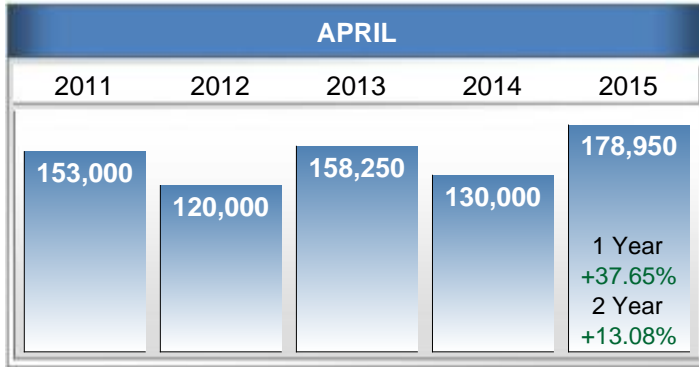 APRIL
2011 2012 2013 2014 2015
153,000 120,000 158,250 130,000 178,950
1 Year
+37.65%
2 Year
+13.08%